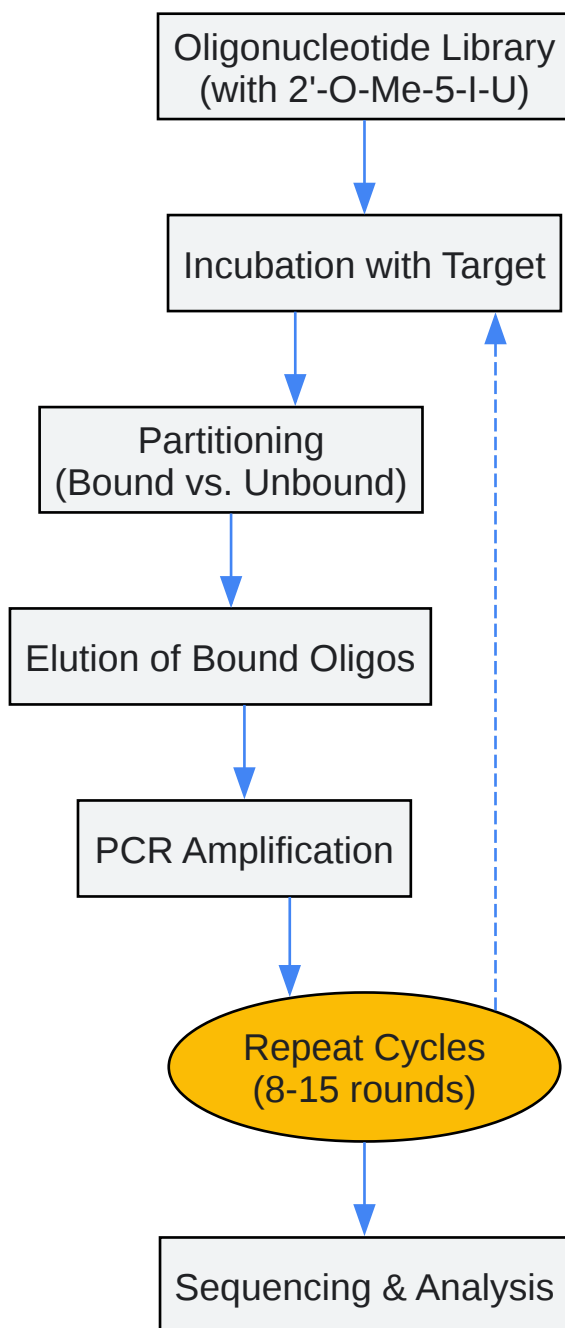 Oligonucleotide Library
(with 2'-O-Me-5-I-U)
Incubation with Target
Partitioning
(Bound vs. Unbound)
Elution of Bound Oligos
PCR Amplification
Repeat Cycles
(8-15 rounds)
Sequencing & Analysis